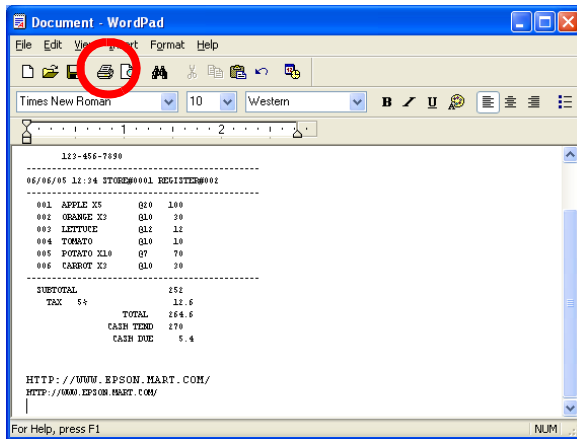 Document - WordPad
File Edit View Insert Format Help
Times New Roman 10 Western B / U
1 2
123-456-7890
------------------------------------------
06/06/05 12:34 STORE#0001 REGISTER#002
------------------------------------------
001 APPLE X5 @20 100
002 ORANGE X3 @10 30
003 LETTUCE @12 12
004 TOMATO @10 10
005 POTATO X10 @7 70
006 CARROT X3 @10 30
------------------------------------------
SUBTOTAL 252
TAX 5% 12.6
TOTAL 264.6
CASH TEND 270
CASH DUE 5.4
HTTP://WWW.EPSON.MART.COM/
HTTP://WWW.EPSON.MART.COM/
For Help, press F1 NUM